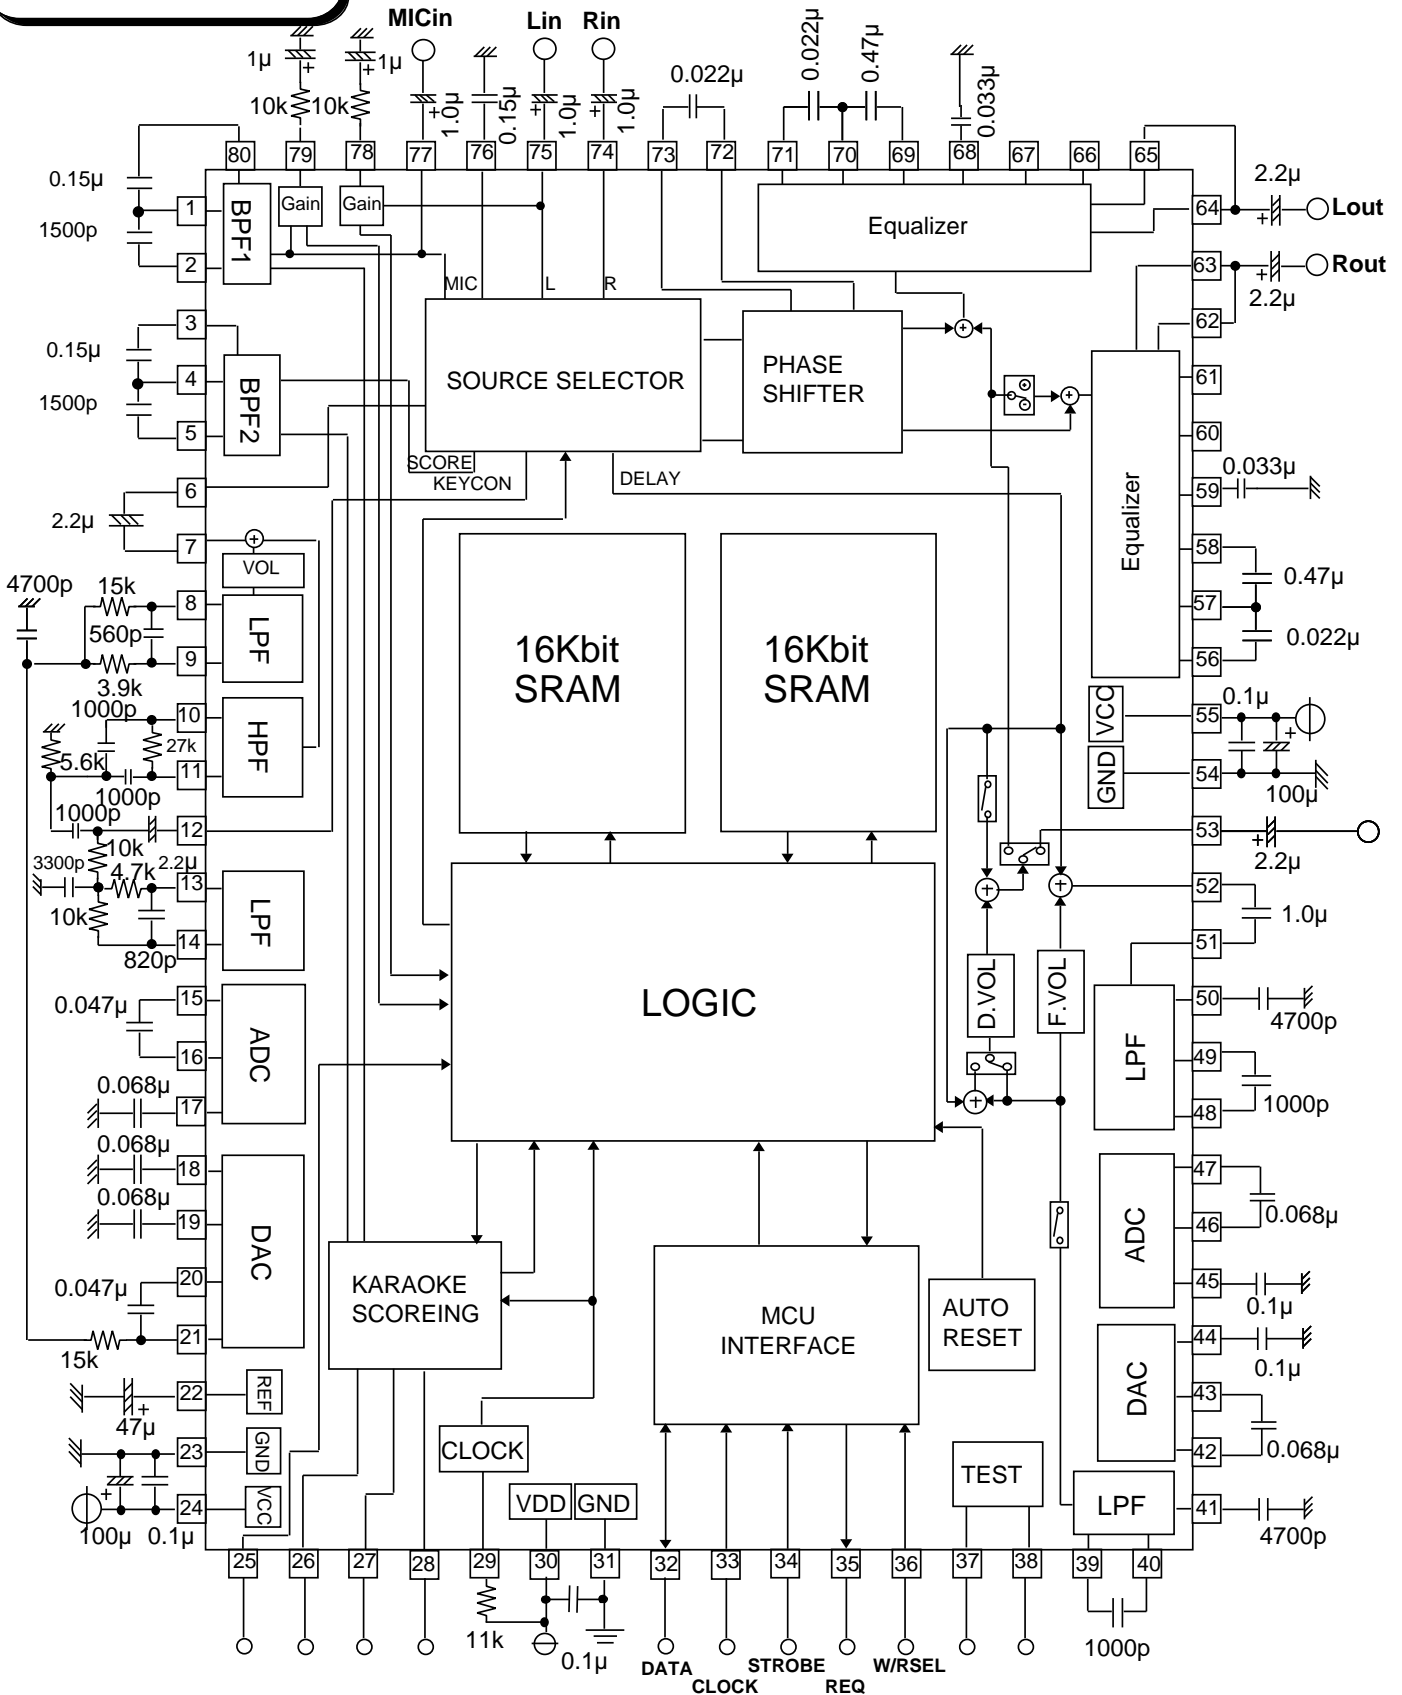 MICin
Lin Rin
1µ
1µ
10k 10k
1.0µ
0.15µ
1.0µ
1.0µ
0.022µ
0.022µ
0.47µ
0.033µ
80 79 78 77 76 75 74 73 72 71 70 69 68 67 66 65
0.15µ
1
1500p
2
BPF1
Gain
Gain
MIC
L
R
Equalizer
64
2.2µ
Lout
63
Rout
2.2µ
62
3
0.15µ
4
1500p
5
BPF2
SOURCE SELECTOR
PHASE
SHIFTER
+
+
+
61
60
0.033µ
59
58
0.47µ
57
0.022µ
56
Equalizer
SCORE
KEYCON
DELAY
6
2.2µ
7
+
VOL
4700p
15k
8
560p
9
3.9k
LPF
16Kbit
SRAM
16Kbit
SRAM
1000p
10
27k
5.6k
11
1000p
HPF
VCC
55
0.1µ
+
GND
54
100µ
1000p
12
10k
2.2µ
3300p
4.7k
13
10k
14
820p
LPF
53
+
2.2µ
+
+
52
1.0µ
51
D.VOL
F.VOL
+
LOGIC
0.047µ
15
16
0.068µ
17
ADC
50
4700p
49
1000p
48
LPF
0.068µ
18
0.068µ
19
0.047µ
20
21
15k
DAC
47
46
0.068µ
45
0.1µ
ADC
KARAOKE
SCOREING
MCU
INTERFACE
AUTO
RESET
44
0.1µ
43
0.068µ
42
DAC
22
REF
+
47µ
23
GND
24
VCC
+
100µ 0.1µ
CLOCK
VDD GND
TEST
LPF
41
4700p
25 26 27 28 29 30 31 32 33 34 35 36 37 38 39 40
11k
0.1µ
1000p
DATA
CLOCK
STROBE
REQ
W/RSEL